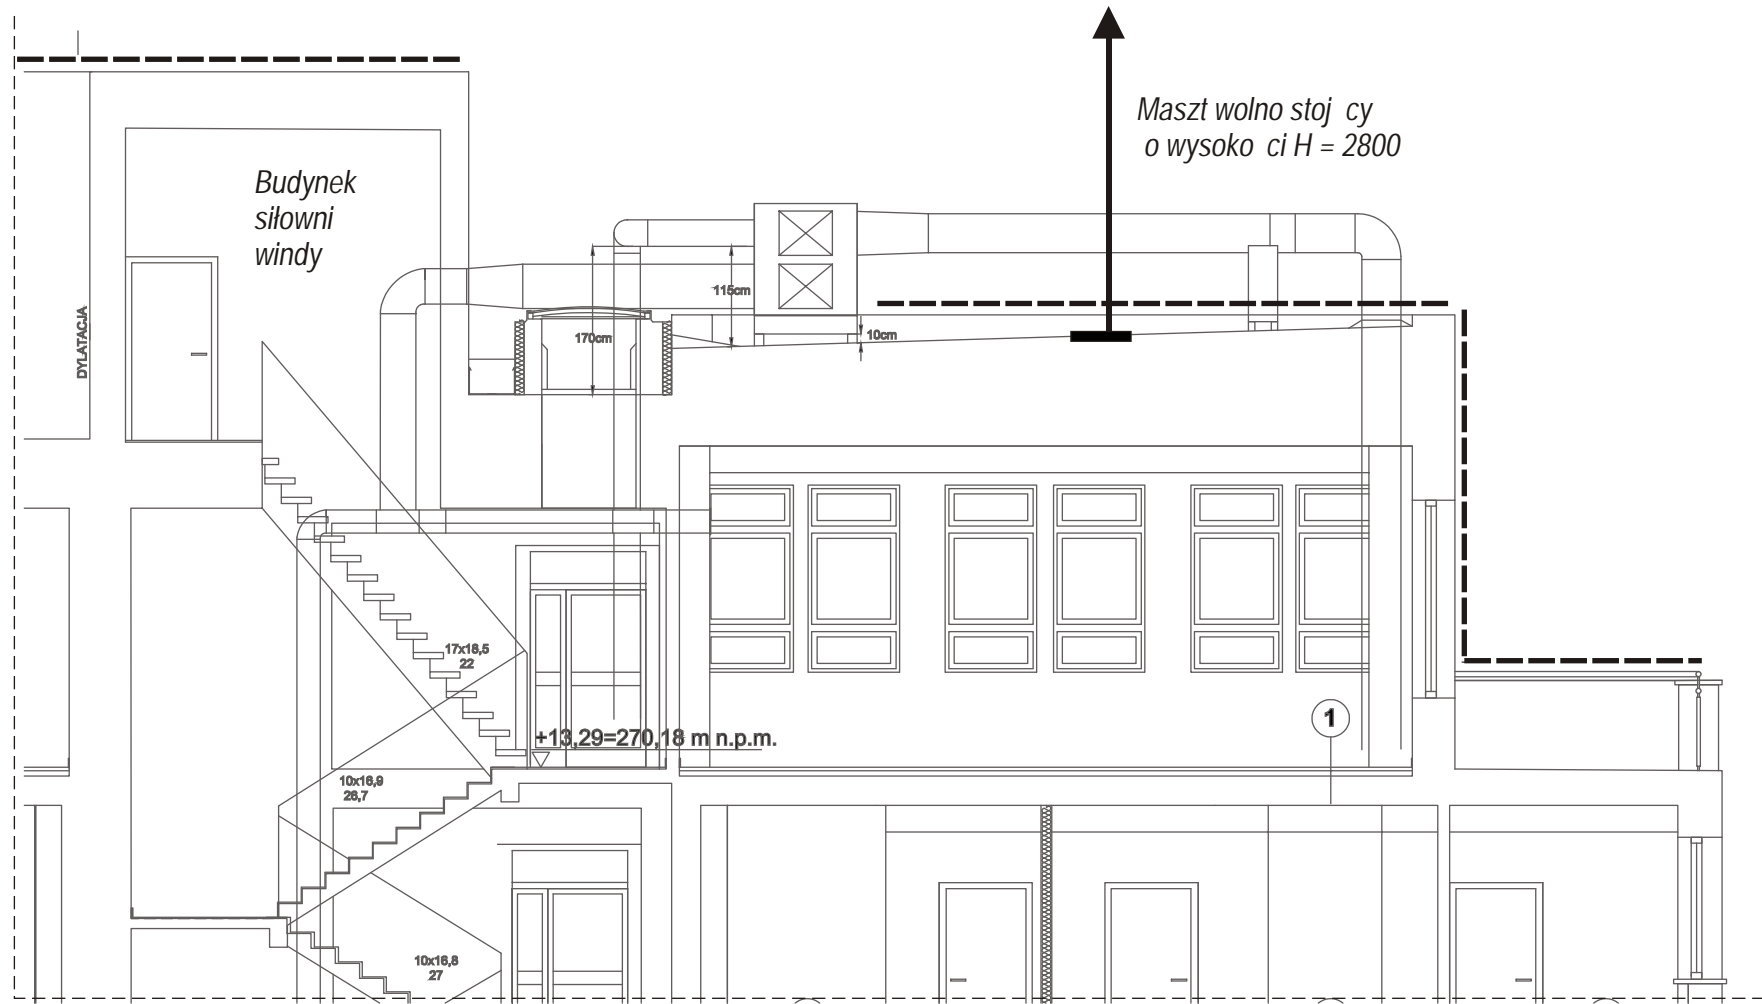 Maszt wolno stoj cy
o wysoko ci H = 2800
Budynek
siłowni
windy
DYLATACJA
115cm
170cm
10cm
17x18,5
22
+13,29=270,18 m n.p.m.
1
10x16,9
26,7
10x16,8
27